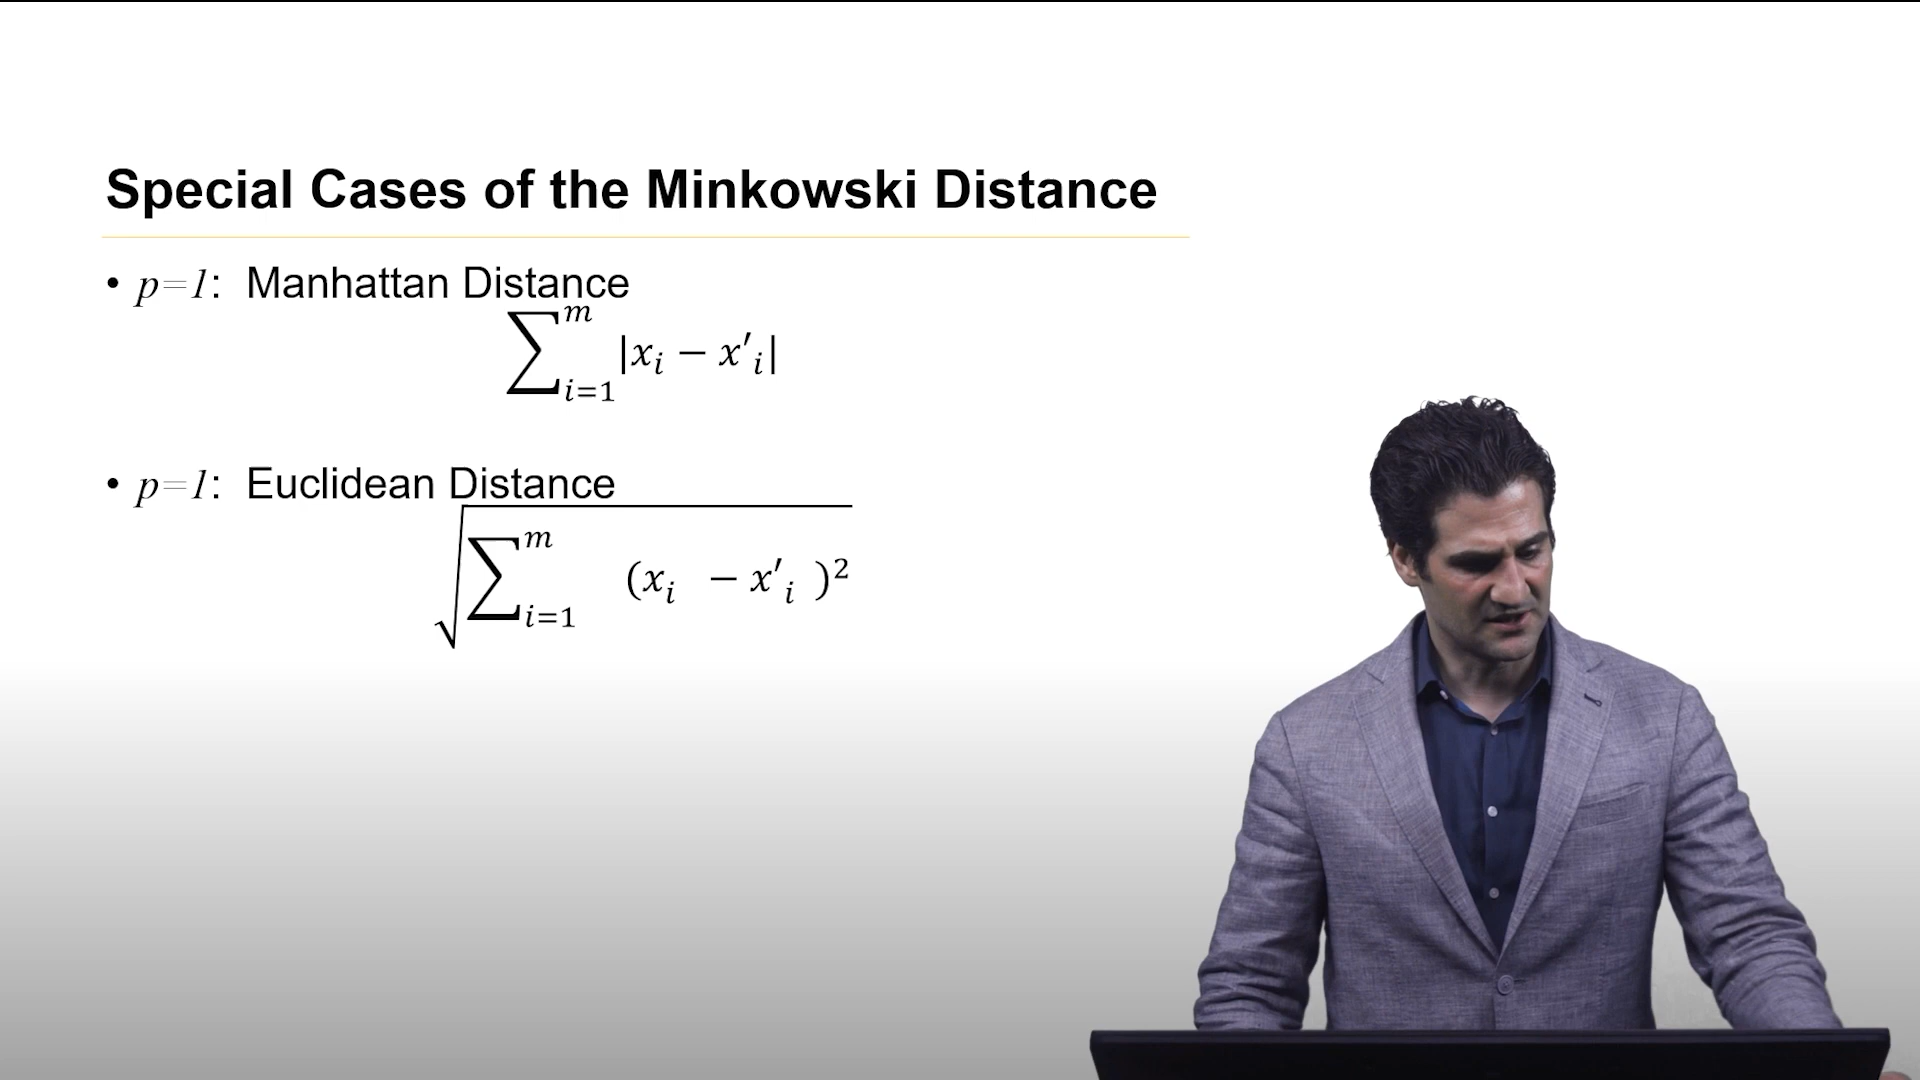 Special Cases of the Minkowski Distance
• p=1: Manhattan Distance
∑_{i=1}^{m} |x_i − x′_i|
• p=1: Euclidean Distance
√(∑_{i=1}^{m} (x_i − x′_i)²)